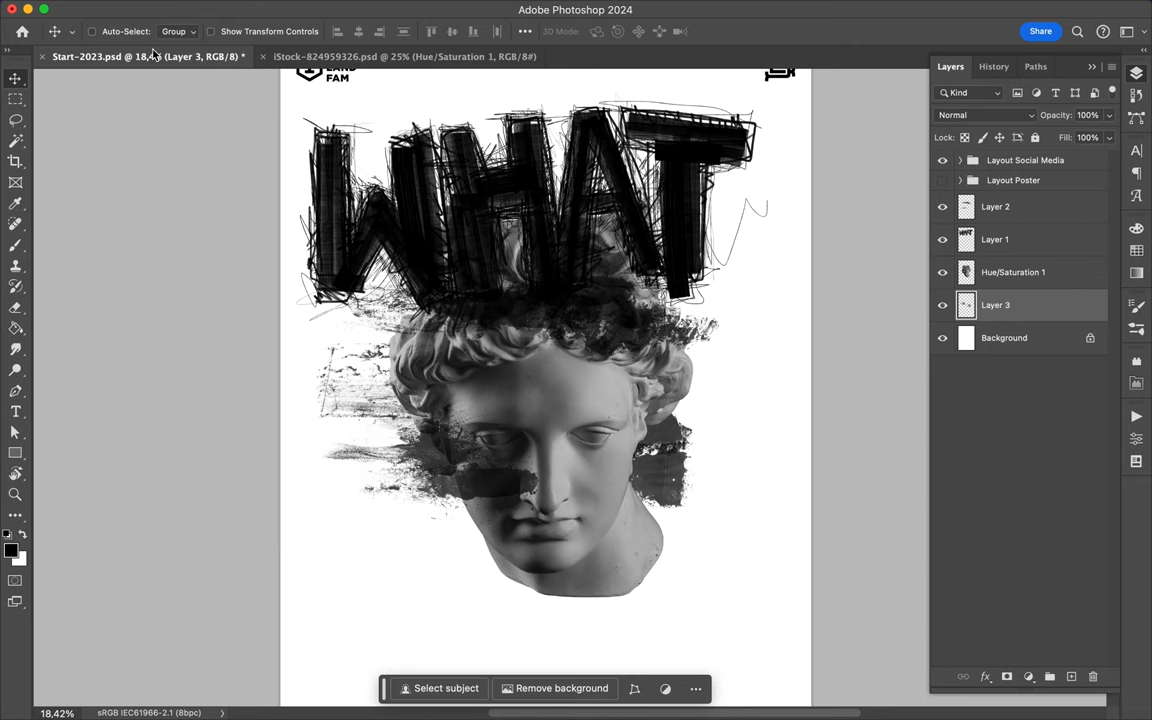 Adobe Photoshop 2024
Auto-Select: Group Show Transform Controls 3D Mode: Share
Start-2023.psd @ 18,4 (Layer 3, RGB/8) * iStock-824959326.psd @ 25% (Hue/Saturation 1, RGB/8#)
FAM
WHAT
Layers History Paths
Kind
Normal Opacity: 100%
Lock: Fill: 100%
Layout Social Media
Layout Poster
Layer 2
Layer 1
Hue/Saturation 1
Layer 3
Background
Select subject Remove background
18,42% sRGB IEC61966-2.1 (8bpc)